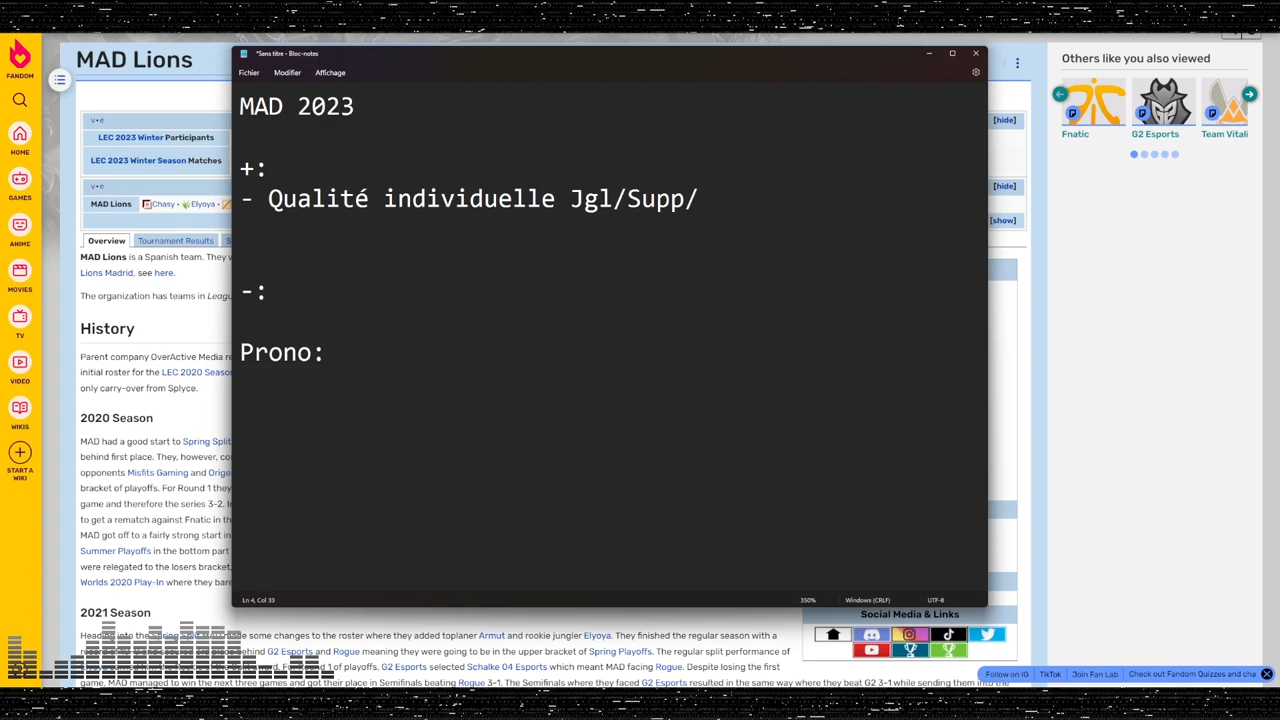 MAD Lions
*Sans titre - Bloc-notes
Fichier Modifier Affichage
MAD 2023
+:
- Qualité individuelle Jgl/Supp/
-:
Prono:
Ln 4, Col 33
350%
Windows (CRLF)
UTF-8
FANDOM
HOME
GAMES
ANIME
MOVIES
TV
VIDEO
WIKIS
START A
WIKI
v•e
[hide]
LEC 2023 Winter Participants
LEC 2023 Winter Season Matches
v•e
[hide]
MAD Lions Chasy • Elyoya •
[show]
Overview Tournament Results S
MAD Lions is a Spanish team. They w
Lions Madrid, see here.
The organization has teams in Leagu
History
Parent company OverActive Media re
initial roster for the LEC 2020 Seaso
only carry-over from Splyce.
2020 Season
MAD had a good start to Spring Split
behind first place. They, however, co
opponents Misfits Gaming and Orige
bracket of playoffs. For Round 1 they
game and therefore the series 3-2. I
to get a rematch against Fnatic in th
MAD got off to a fairly strong start in
Summer Playoffs in the bottom part
were relegated to the losers bracket,
Worlds 2020 Play-In where they bare
2021 Season
some changes to the roster where they added toplaner Armut and rookie jungler Elyoya. They finished the regular season with a
G2 Esports and Rogue meaning they were going to be in the upper bracket of Spring Playoffs. The regular split performance of
1 of playoffs. G2 Esports selected Schalke 04 Esports which meant MAD facing Rogue. Despite losing the first
game, MAD managed to win the next three games and got their place in Semifinals beating Rogue 3-1. The Semifinals where they faced G2 Esports resulted in the same way where they beat G2 3-1 while sending them into the
Others like you also viewed
Fnatic
G2 Esports
Team Vitali
Social Media & Links
Follow on IG TikTok Join Fan Lab Check out Fandom Quizzes and cha